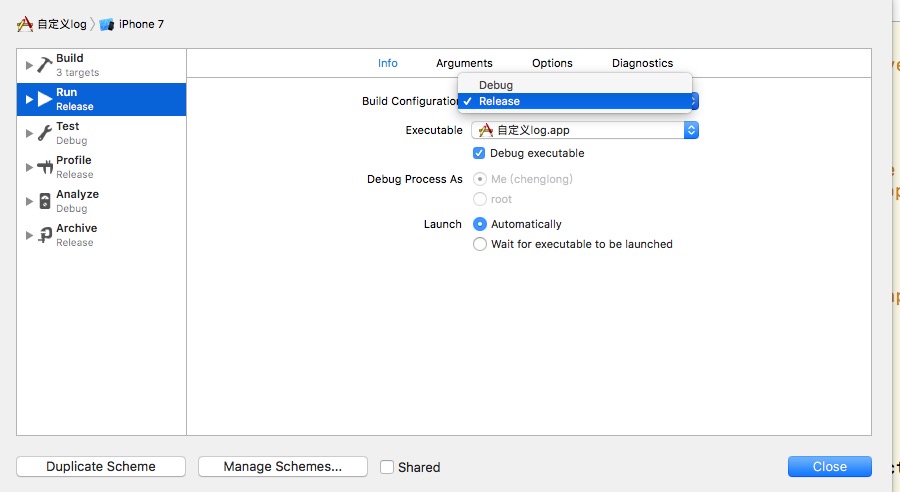 自定义log 〉 iPhone 7
Build
3 targets
Run
Release
Test
Debug
Profile
Release
Analyze
Debug
Archive
Release
Info Arguments Options Diagnostics
Debug
Build Configuration ✓ Release
Executable 自定义log.app
Debug executable
Debug Process As Me (chenglong)
root
Launch Automatically
Wait for executable to be launched
Duplicate Scheme Manage Schemes... Shared Close